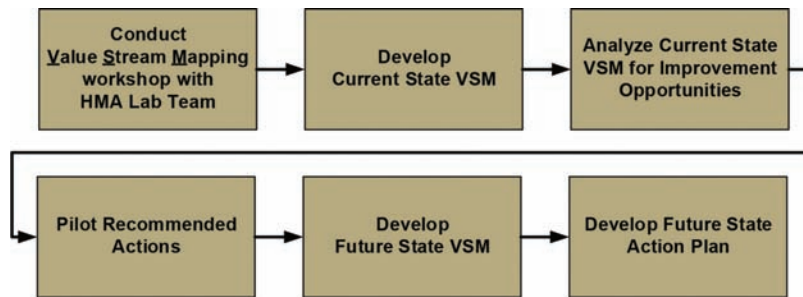 Conduct
Value Stream Mapping
workshop with
HMA Lab Team
Develop
Current State VSM
Analyze Current State
VSM for Improvement
Opportunities
Pilot Recommended
Actions
Develop
Future State VSM
Develop Future State
Action Plan